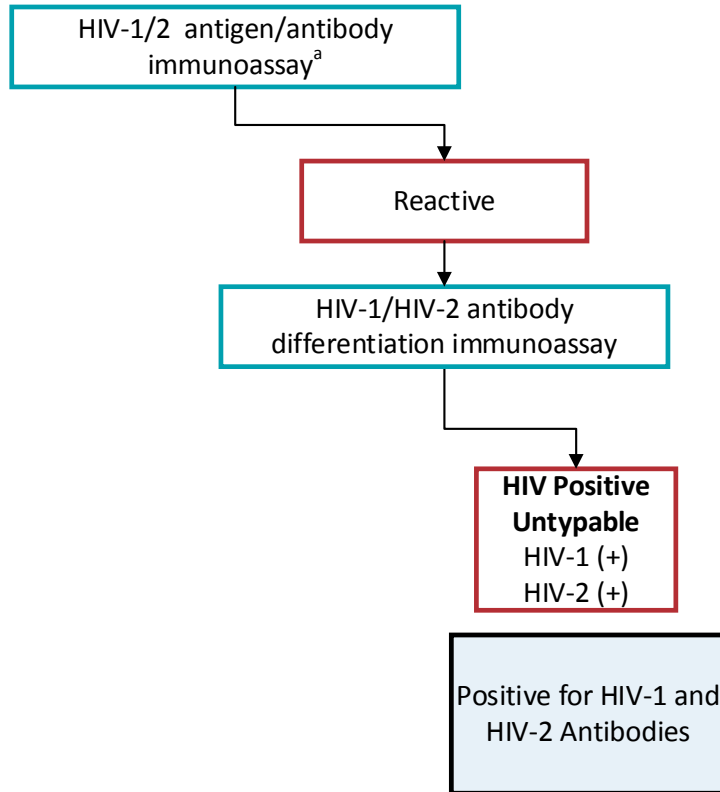 HIV-1/2 antigen/antibody
immunoassayᵃ
Reactive
HIV-1/HIV-2 antibody
differentiation immunoassay
HIV Positive
Untypable
HIV-1 (+)
HIV-2 (+)
Positive for HIV-1 and
HIV-2 Antibodies